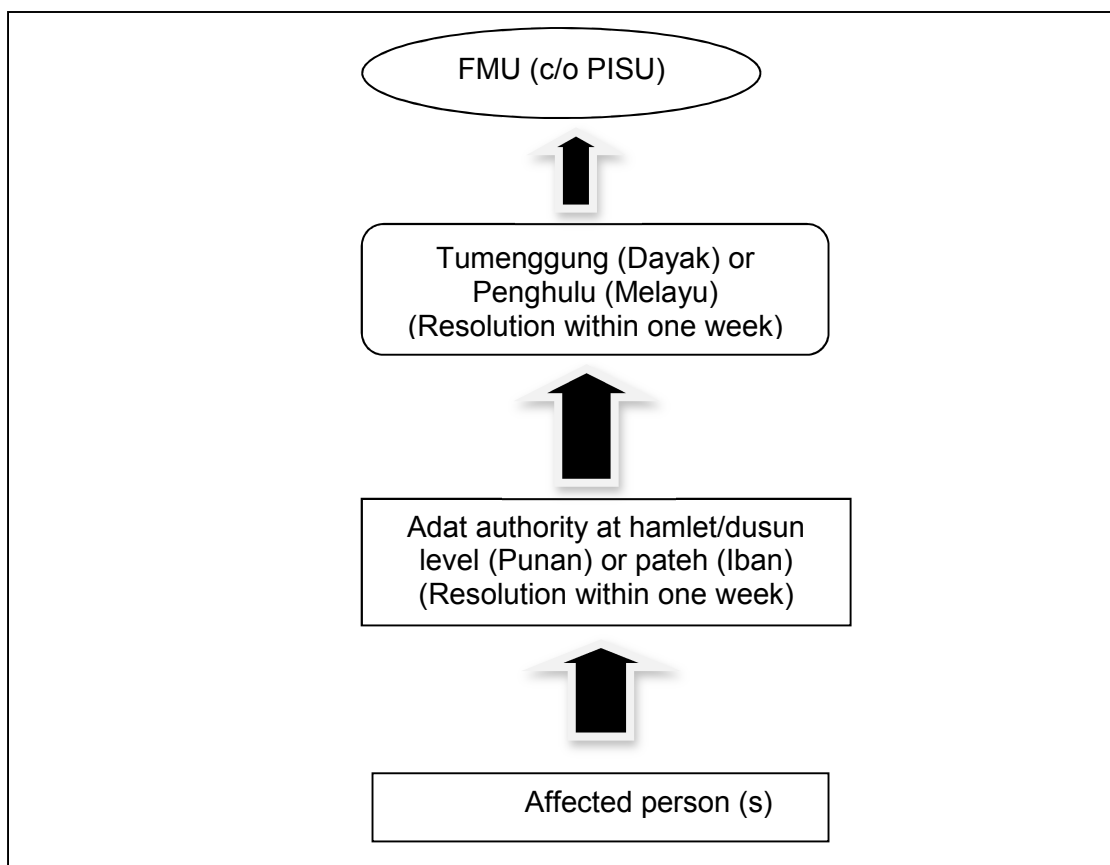 FMU (c/o PISU)
Tumenggung (Dayak) or
Penghulu (Melayu)
(Resolution within one week)
Adat authority at hamlet/dusun
level (Punan) or pateh (Iban)
(Resolution within one week)
Affected person (s)